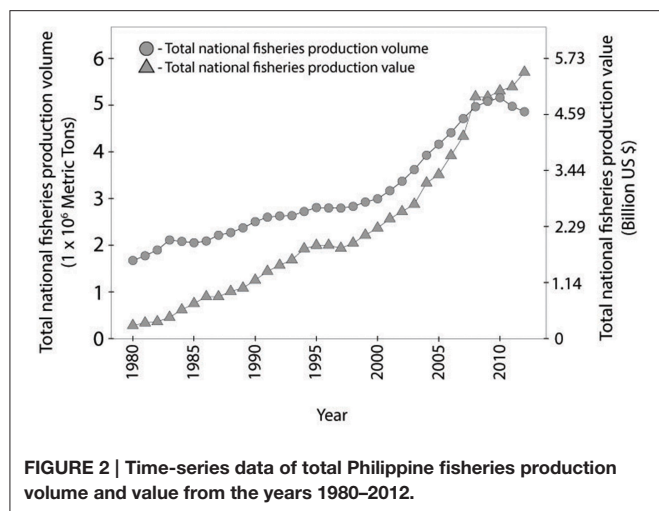 Total national fisheries production volume
(1 x 10⁶ Metric Tons)
6
5
4
3
2
1
0
- Total national fisheries production volume
- Total national fisheries production value
5.73
4.59
3.44
2.29
1.14
0
Total national fisheries production value
(Billion US $)
1980
1985
1990
1995
2000
2005
2010
Year
FIGURE 2 | Time-series data of total Philippine fisheries production
volume and value from the years 1980–2012.